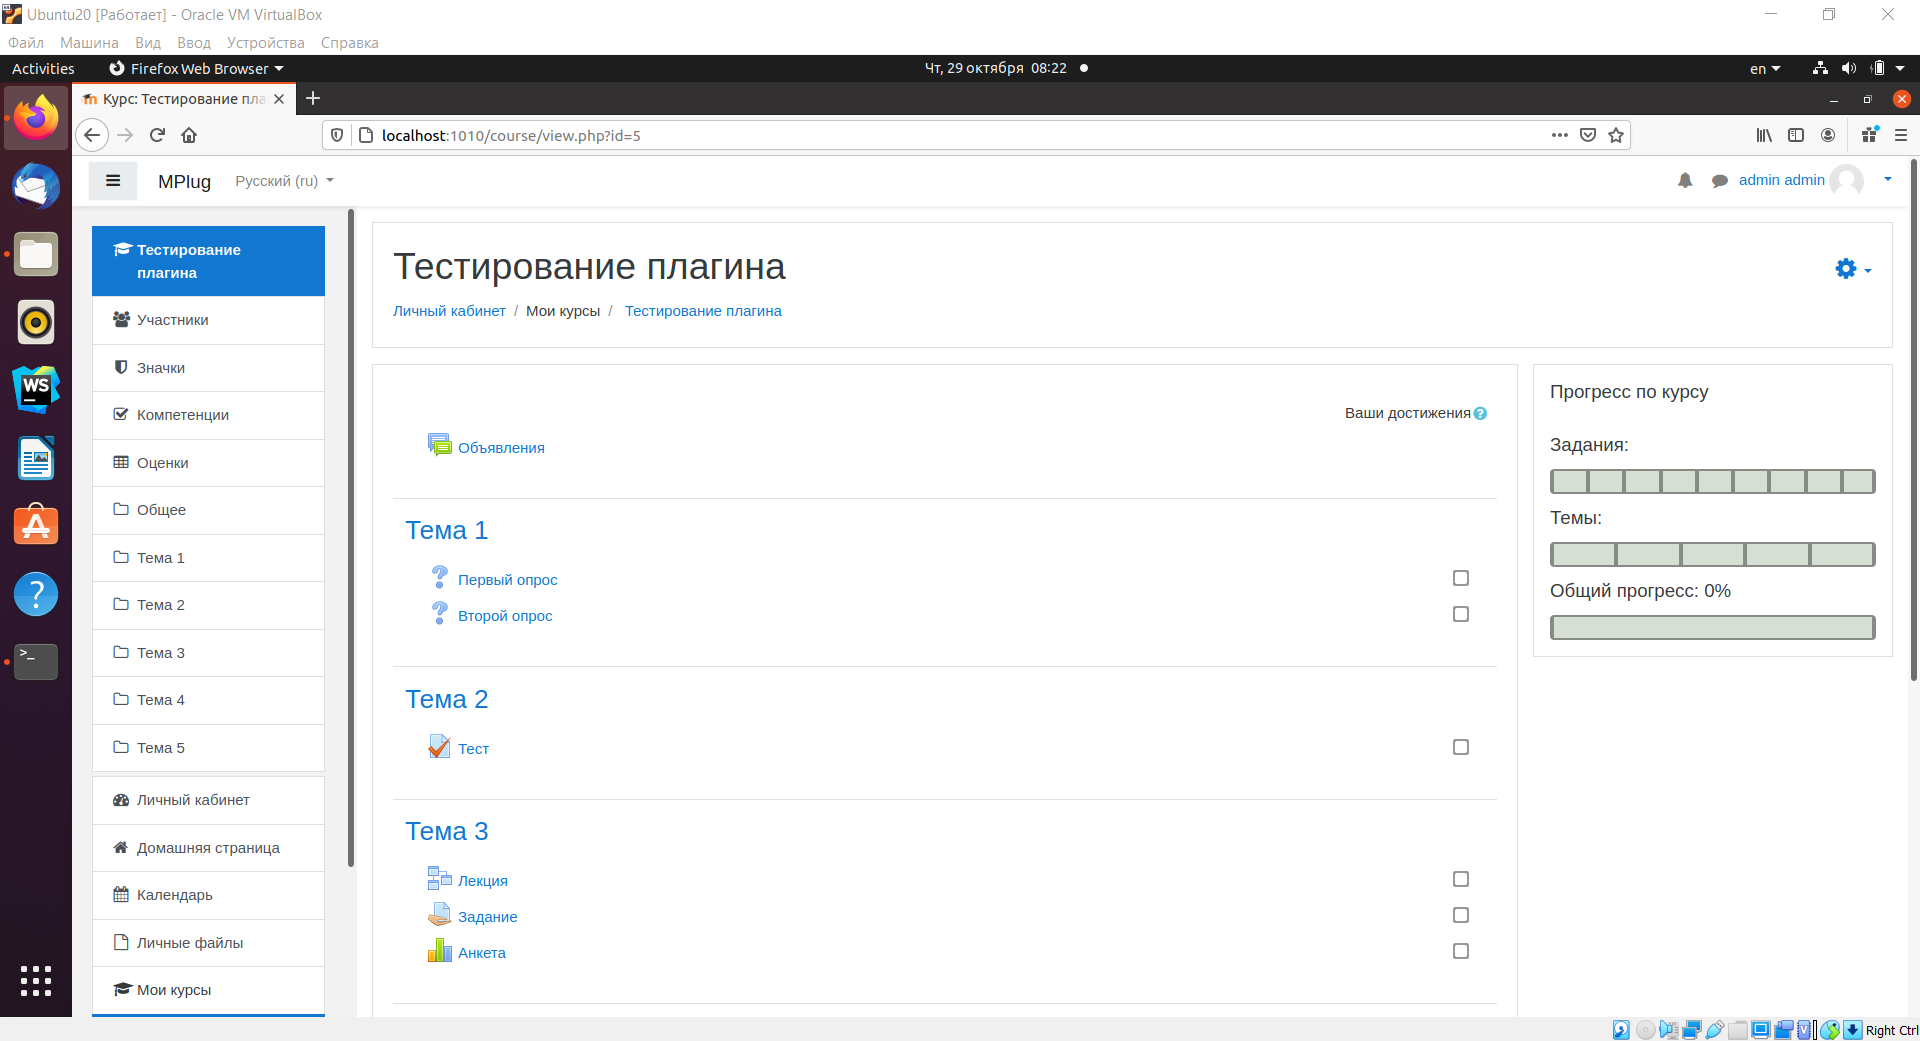 Ubuntu20 [Работает] - Oracle VM VirtualBox
Файл Машина Вид Ввод Устройства Справка
Activities Firefox Web Browser Чт, 29 октября 08:22 en
Курс: Тестирование пла
localhost:1010/course/view.php?id=5
MPlug Русский (ru) admin admin
Тестирование
плагина
Участники
Значки
Компетенции
Оценки
Общее
Тема 1
Тема 2
Тема 3
Тема 4
Тема 5
Личный кабинет
Домашняя страница
Календарь
Личные файлы
Мои курсы
Тестирование плагина
Личный кабинет / Мои курсы / Тестирование плагина
Ваши достижения
Объявления
Тема 1
Первый опрос
Второй опрос
Тема 2
Тест
Тема 3
Лекция
Задание
Анкета
Прогресс по курсу
Задания:
Темы:
Общий прогресс: 0%
WS
Right Ctrl